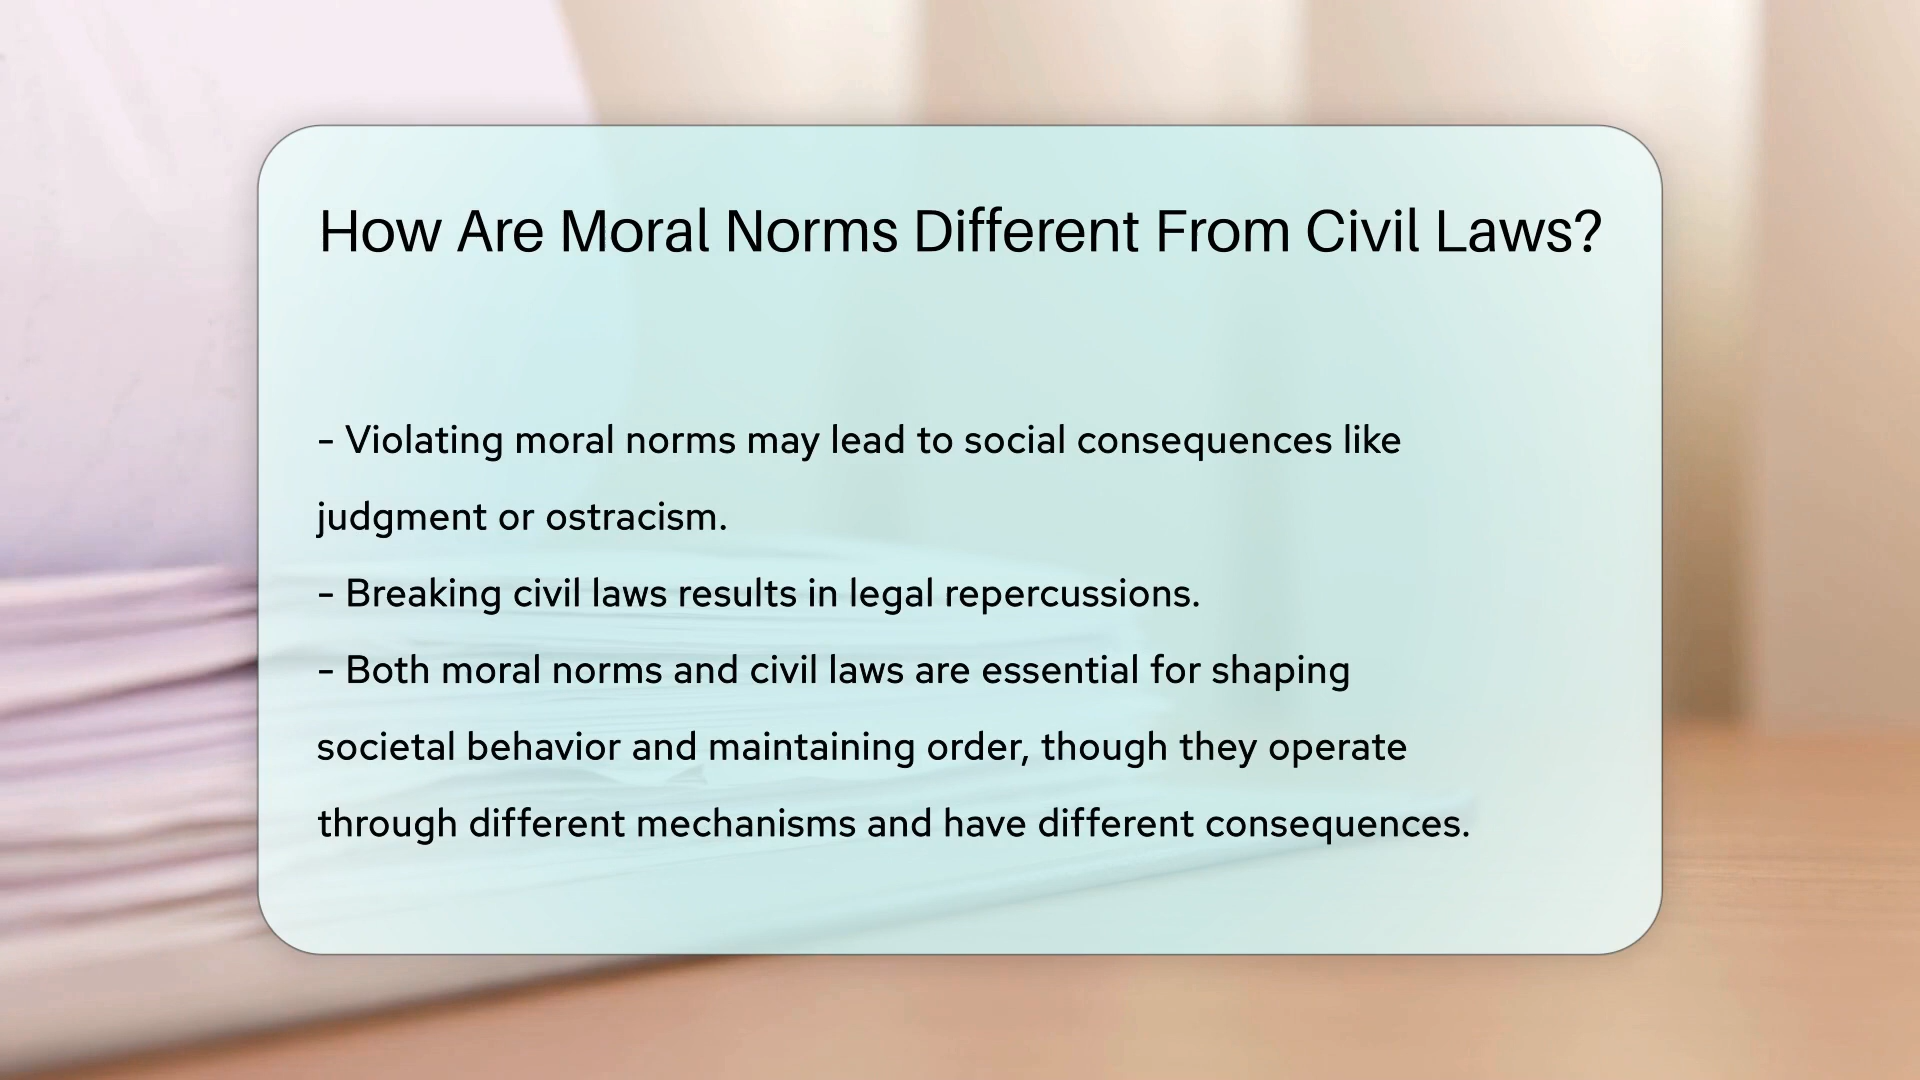 How Are Moral Norms Different From Civil Laws?
- Violating moral norms may lead to social consequences like
judgment or ostracism.
- Breaking civil laws results in legal repercussions.
- Both moral norms and civil laws are essential for shaping
societal behavior and maintaining order, though they operate
through different mechanisms and have different consequences.